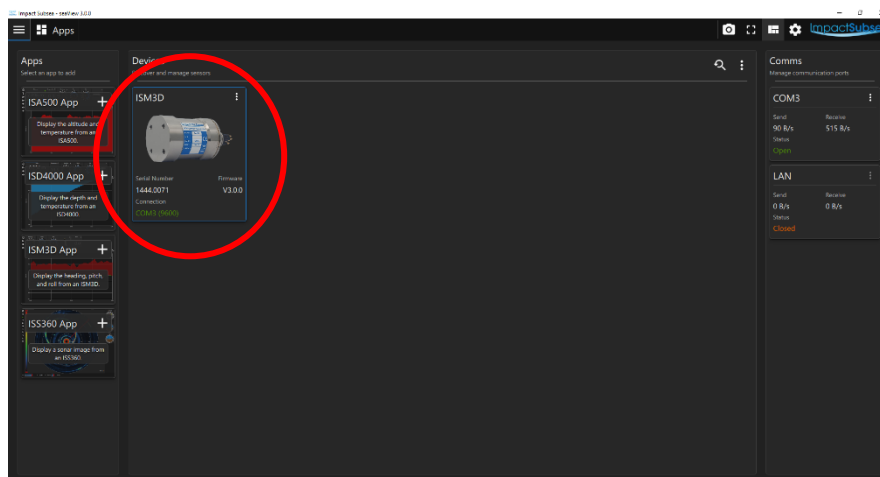 Impact Subsea - seaView 3.0.0
Apps
ImpactSubse
Apps
Select an app to add
ISA500 App
Display the altitude and
temperature from an
ISA500.
ISD4000 App
Display the depth and
temperature from an
ISD4000.
ISM3D App
Display the heading, pitch,
and roll from an ISM3D.
ISS360 App
Display a sonar image from
an ISS360.
Devices
Discover and manage sensors
ISM3D
Serial Number Firmware
1444.0071 V3.0.0
Connection
COM3 (9600)
Comms
Manage communication ports
COM3
Send Receive
90 B/s 515 B/s
Status
Open
LAN
Send Receive
0 B/s 0 B/s
Status
Closed